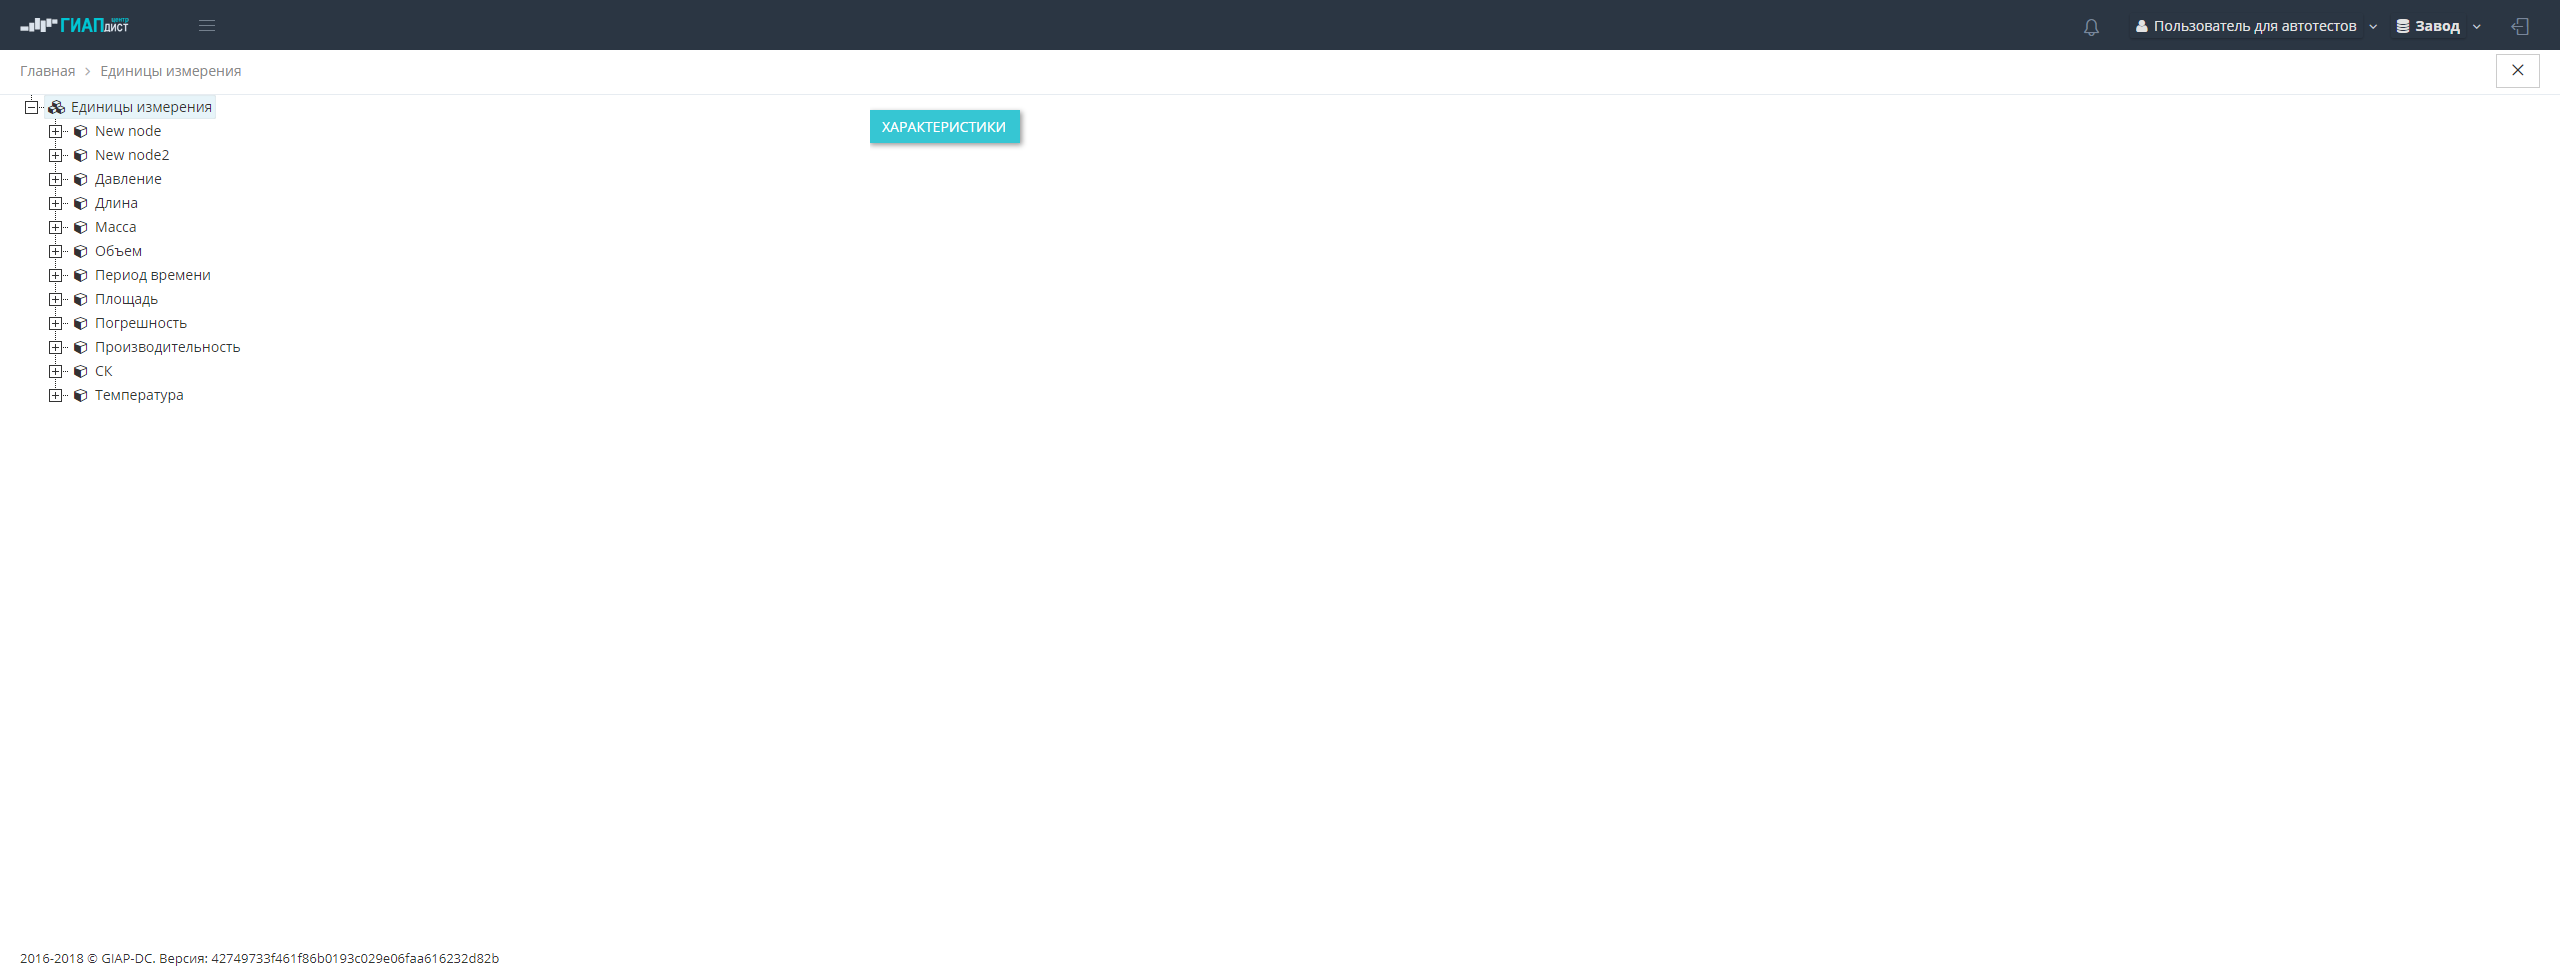 ГИАП центр ДИСТ
Пользователь для автотестов Завод
Главная Единицы измерения
Единицы измерения
ХАРАКТЕРИСТИКИ
New node
New node2
Давление
Длина
Масса
Объем
Период времени
Площадь
Погрешность
Производительность
СК
Температура
2016-2018 © GIAP-DC. Версия: 42749733f461f86b0193c029e06faa616232d82b